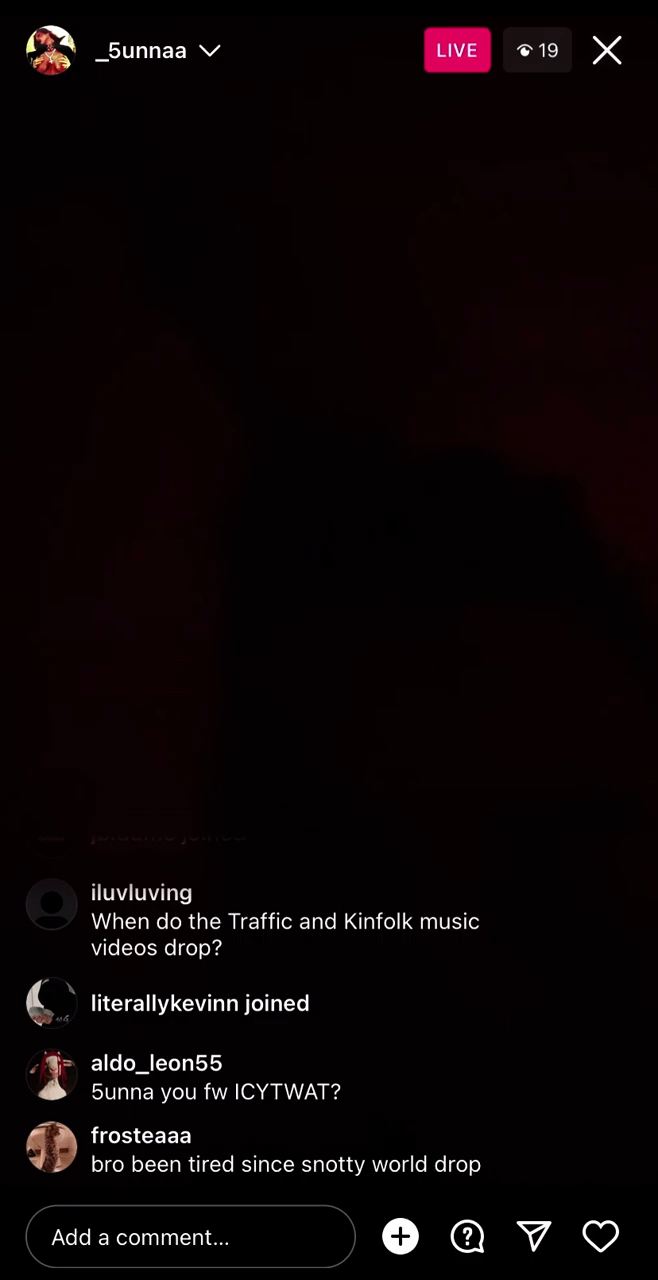 _5unnaa
LIVE
19
joined
iluvluving
When do the Traffic and Kinfolk music
videos drop?
literallykevinn joined
aldo_leon55
5unna you fw ICYTWAT?
frosteaaa
bro been tired since snotty world drop
Add a comment...